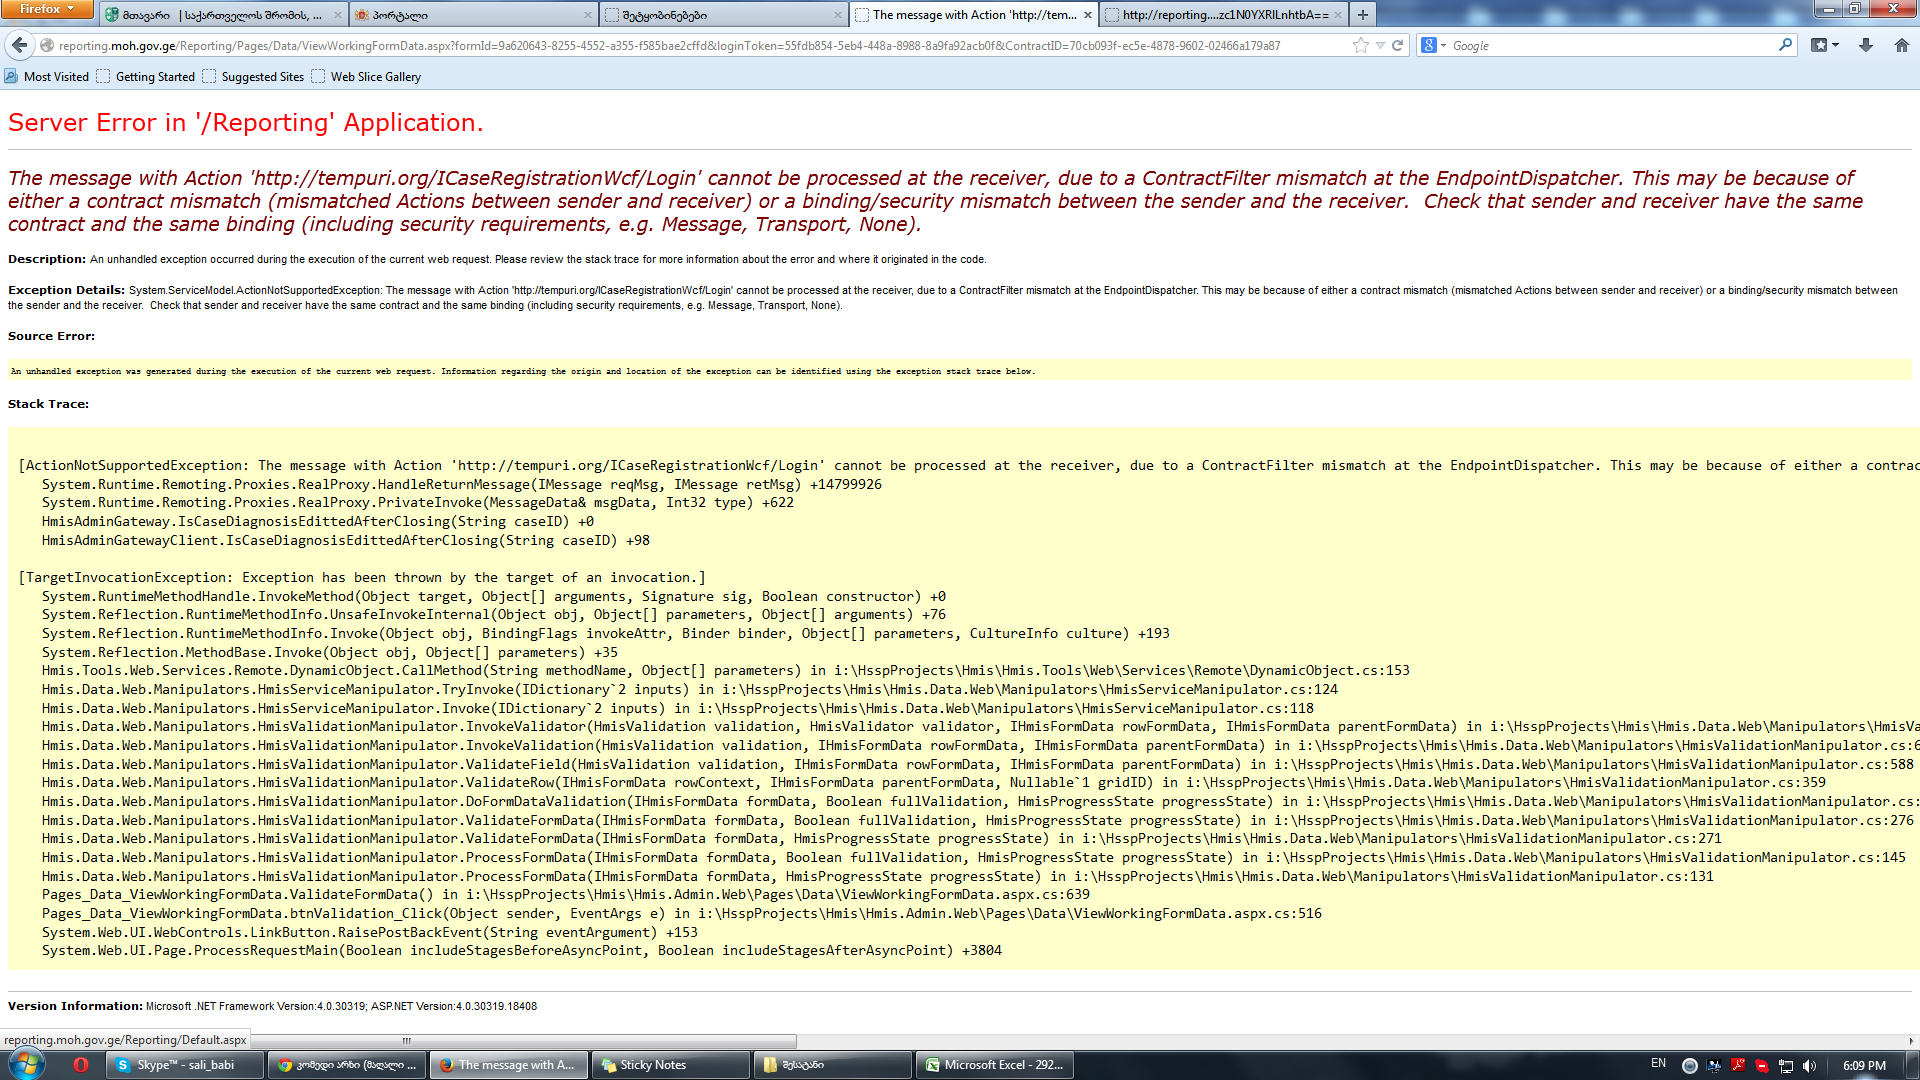 Firefox
მთავარი | საქართველოს შრომის, ...
პორტალი
შეტყობინებები
The message with Action 'http://tem...
http://reporting....zc1N0YXRlLnhtbA==
reporting.moh.gov.ge/Reporting/Pages/Data/ViewWorkingFormData.aspx?formId=9a620643-8255-4552-a355-f585bae2cffd&loginToken=55fdb854-5eb4-448a-8988-8a9fa92acb0f&ContractID=70cb093f-ec5e-4878-9602-02466a179a87
Google
Most Visited Getting Started Suggested Sites Web Slice Gallery
Server Error in '/Reporting' Application.
The message with Action 'http://tempuri.org/ICaseRegistrationWcf/Login' cannot be processed at the receiver, due to a ContractFilter mismatch at the EndpointDispatcher. This may be because of
either a contract mismatch (mismatched Actions between sender and receiver) or a binding/security mismatch between the sender and the receiver.  Check that sender and receiver have the same
contract and the same binding (including security requirements, e.g. Message, Transport, None).
Description: An unhandled exception occurred during the execution of the current web request. Please review the stack trace for more information about the error and where it originated in the code.
Exception Details: System.ServiceModel.ActionNotSupportedException: The message with Action 'http://tempuri.org/ICaseRegistrationWcf/Login' cannot be processed at the receiver, due to a ContractFilter mismatch at the EndpointDispatcher. This may be because of either a contract mismatch (mismatched Actions between sender and receiver) or a binding/security mismatch between
the sender and the receiver.  Check that sender and receiver have the same contract and the same binding (including security requirements, e.g. Message, Transport, None).
Source Error:
An unhandled exception was generated during the execution of the current web request. Information regarding the origin and location of the exception can be identified using the exception stack trace below.
Stack Trace:
[ActionNotSupportedException: The message with Action 'http://tempuri.org/ICaseRegistrationWcf/Login' cannot be processed at the receiver, due to a ContractFilter mismatch at the EndpointDispatcher. This may be because of either a contrac
System.Runtime.Remoting.Proxies.RealProxy.HandleReturnMessage(IMessage reqMsg, IMessage retMsg) +14799926
System.Runtime.Remoting.Proxies.RealProxy.PrivateInvoke(MessageData& msgData, Int32 type) +622
HmisAdminGateway.IsCaseDiagnosisEdittedAfterClosing(String caseID) +0
HmisAdminGatewayClient.IsCaseDiagnosisEdittedAfterClosing(String caseID) +98
[TargetInvocationException: Exception has been thrown by the target of an invocation.]
System.RuntimeMethodHandle.InvokeMethod(Object target, Object[] arguments, Signature sig, Boolean constructor) +0
System.Reflection.RuntimeMethodInfo.UnsafeInvokeInternal(Object obj, Object[] parameters, Object[] arguments) +76
System.Reflection.RuntimeMethodInfo.Invoke(Object obj, BindingFlags invokeAttr, Binder binder, Object[] parameters, CultureInfo culture) +193
System.Reflection.MethodBase.Invoke(Object obj, Object[] parameters) +35
Hmis.Tools.Web.Services.Remote.DynamicObject.CallMethod(String methodName, Object[] parameters) in i:\HsspProjects\Hmis\Hmis.Tools\Web\Services\Remote\DynamicObject.cs:153
Hmis.Data.Web.Manipulators.HmisServiceManipulator.TryInvoke(IDictionary`2 inputs) in i:\HsspProjects\Hmis\Hmis.Data.Web\Manipulators\HmisServiceManipulator.cs:124
Hmis.Data.Web.Manipulators.HmisServiceManipulator.Invoke(IDictionary`2 inputs) in i:\HsspProjects\Hmis\Hmis.Data.Web\Manipulators\HmisServiceManipulator.cs:118
Hmis.Data.Web.Manipulators.HmisValidationManipulator.InvokeValidator(HmisValidation validation, HmisValidator validator, IHmisFormData rowFormData, IHmisFormData parentFormData) in i:\HsspProjects\Hmis\Hmis.Data.Web\Manipulators\HmisVa
Hmis.Data.Web.Manipulators.HmisValidationManipulator.InvokeValidation(HmisValidation validation, IHmisFormData rowFormData, IHmisFormData parentFormData) in i:\HsspProjects\Hmis\Hmis.Data.Web\Manipulators\HmisValidationManipulator.cs:6
Hmis.Data.Web.Manipulators.HmisValidationManipulator.ValidateField(HmisValidation validation, IHmisFormData rowFormData, IHmisFormData parentFormData) in i:\HsspProjects\Hmis\Hmis.Data.Web\Manipulators\HmisValidationManipulator.cs:588
Hmis.Data.Web.Manipulators.HmisValidationManipulator.ValidateRow(IHmisFormData rowContext, IHmisFormData parentFormData, Nullable`1 gridID) in i:\HsspProjects\Hmis\Hmis.Data.Web\Manipulators\HmisValidationManipulator.cs:359
Hmis.Data.Web.Manipulators.HmisValidationManipulator.DoFormDataValidation(IHmisFormData formData, Boolean fullValidation, HmisProgressState progressState) in i:\HsspProjects\Hmis\Hmis.Data.Web\Manipulators\HmisValidationManipulator.cs:
Hmis.Data.Web.Manipulators.HmisValidationManipulator.ValidateFormData(IHmisFormData formData, Boolean fullValidation, HmisProgressState progressState) in i:\HsspProjects\Hmis\Hmis.Data.Web\Manipulators\HmisValidationManipulator.cs:276
Hmis.Data.Web.Manipulators.HmisValidationManipulator.ValidateFormData(IHmisFormData formData, HmisProgressState progressState) in i:\HsspProjects\Hmis\Hmis.Data.Web\Manipulators\HmisValidationManipulator.cs:271
Hmis.Data.Web.Manipulators.HmisValidationManipulator.ProcessFormData(IHmisFormData formData, Boolean fullValidation, HmisProgressState progressState) in i:\HsspProjects\Hmis\Hmis.Data.Web\Manipulators\HmisValidationManipulator.cs:145
Hmis.Data.Web.Manipulators.HmisValidationManipulator.ProcessFormData(IHmisFormData formData, HmisProgressState progressState) in i:\HsspProjects\Hmis\Hmis.Data.Web\Manipulators\HmisValidationManipulator.cs:131
Pages_Data_ViewWorkingFormData.ValidateFormData() in i:\HsspProjects\Hmis\Hmis.Admin.Web\Pages\Data\ViewWorkingFormData.aspx.cs:639
Pages_Data_ViewWorkingFormData.btnValidation_Click(Object sender, EventArgs e) in i:\HsspProjects\Hmis\Hmis.Admin.Web\Pages\Data\ViewWorkingFormData.aspx.cs:516
System.Web.UI.WebControls.LinkButton.RaisePostBackEvent(String eventArgument) +153
System.Web.UI.Page.ProcessRequestMain(Boolean includeStagesBeforeAsyncPoint, Boolean includeStagesAfterAsyncPoint) +3804
Version Information: Microsoft .NET Framework Version:4.0.30319; ASP.NET Version:4.0.30319.18408
reporting.moh.gov.ge/Reporting/Default.aspx
Skype™ - sali_babi
კომედი არხი (მაღალი ...
The message with A...
Sticky Notes
შესატანი
Microsoft Excel - 292...
EN
6:09 PM